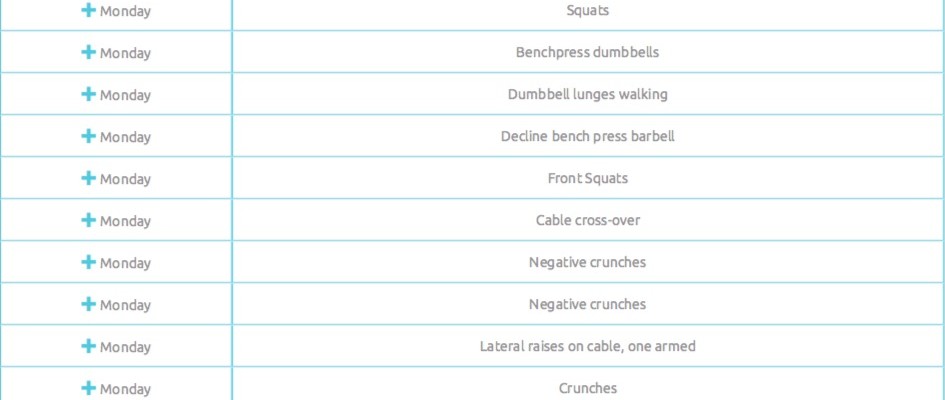 Monday Squats
Monday Benchpress dumbbells
Monday Dumbbell lunges walking
Monday Decline bench press barbell
Monday Front Squats
Monday Cable cross-over
Monday Negative crunches
Monday Negative crunches
Monday Lateral raises on cable, one armed
Monday Crunches